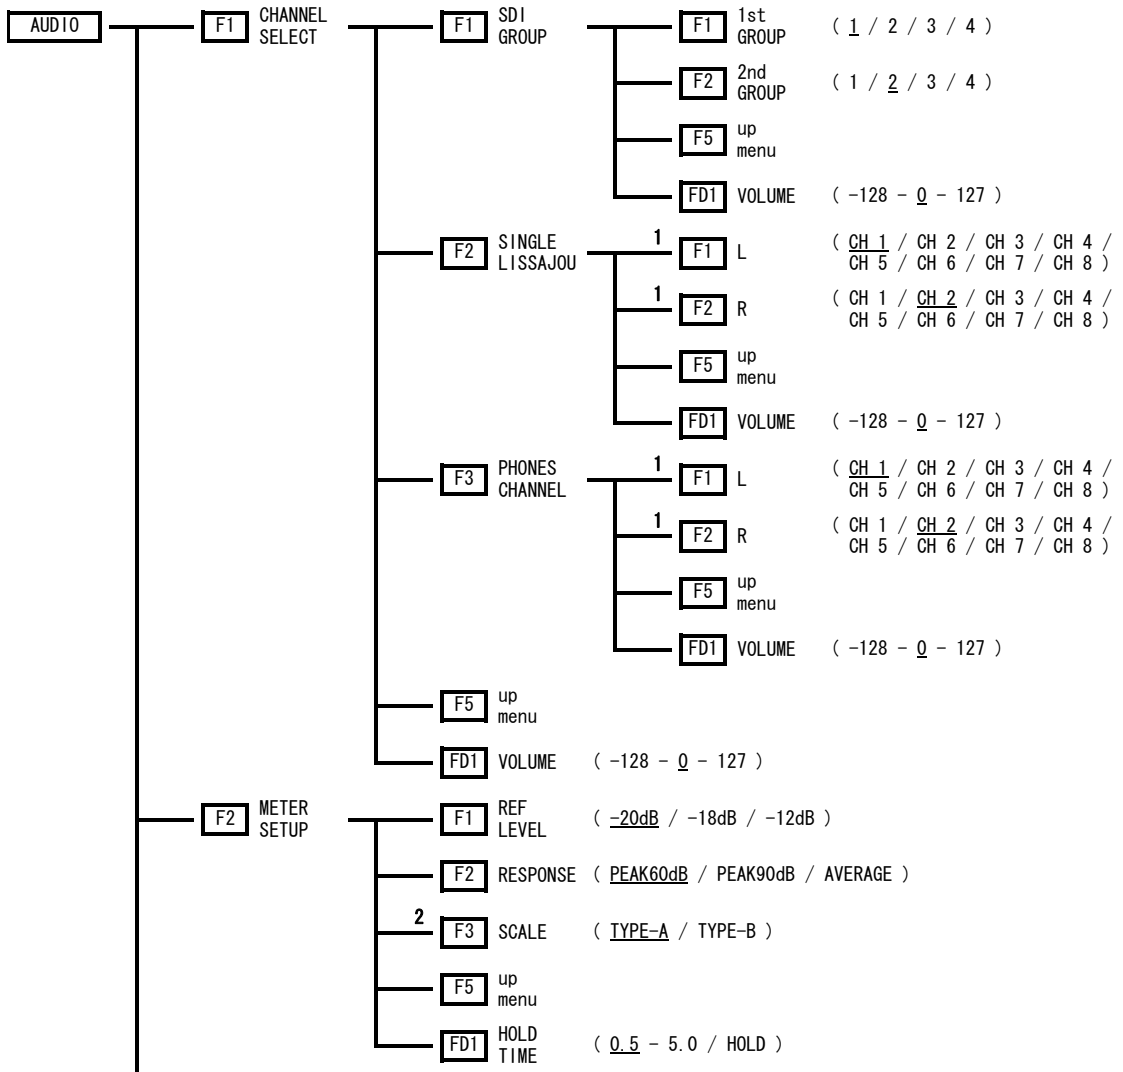 AUDIO
F1 CHANNEL
SELECT
F1 SDI
GROUP
F1 1st
GROUP
( 1 / 2 / 3 / 4 )
F2 2nd
GROUP
( 1 / 2 / 3 / 4 )
F5 up
menu
FD1 VOLUME ( -128 - 0 - 127 )
F2 SINGLE
LISSAJOU
1
F1 L
( CH 1 / CH 2 / CH 3 / CH 4 /
CH 5 / CH 6 / CH 7 / CH 8 )
1
F2 R
( CH 1 / CH 2 / CH 3 / CH 4 /
CH 5 / CH 6 / CH 7 / CH 8 )
F5 up
menu
FD1 VOLUME ( -128 - 0 - 127 )
F3 PHONES
CHANNEL
1
F1 L
( CH 1 / CH 2 / CH 3 / CH 4 /
CH 5 / CH 6 / CH 7 / CH 8 )
1
F2 R
( CH 1 / CH 2 / CH 3 / CH 4 /
CH 5 / CH 6 / CH 7 / CH 8 )
F5 up
menu
FD1 VOLUME ( -128 - 0 - 127 )
F5 up
menu
FD1 VOLUME ( -128 - 0 - 127 )
F2 METER
SETUP
F1 REF
LEVEL
( -20dB / -18dB / -12dB )
F2 RESPONSE ( PEAK60dB / PEAK90dB / AVERAGE )
2
F3 SCALE ( TYPE-A / TYPE-B )
F5 up
menu
FD1 HOLD
TIME
( 0.5 - 5.0 / HOLD )